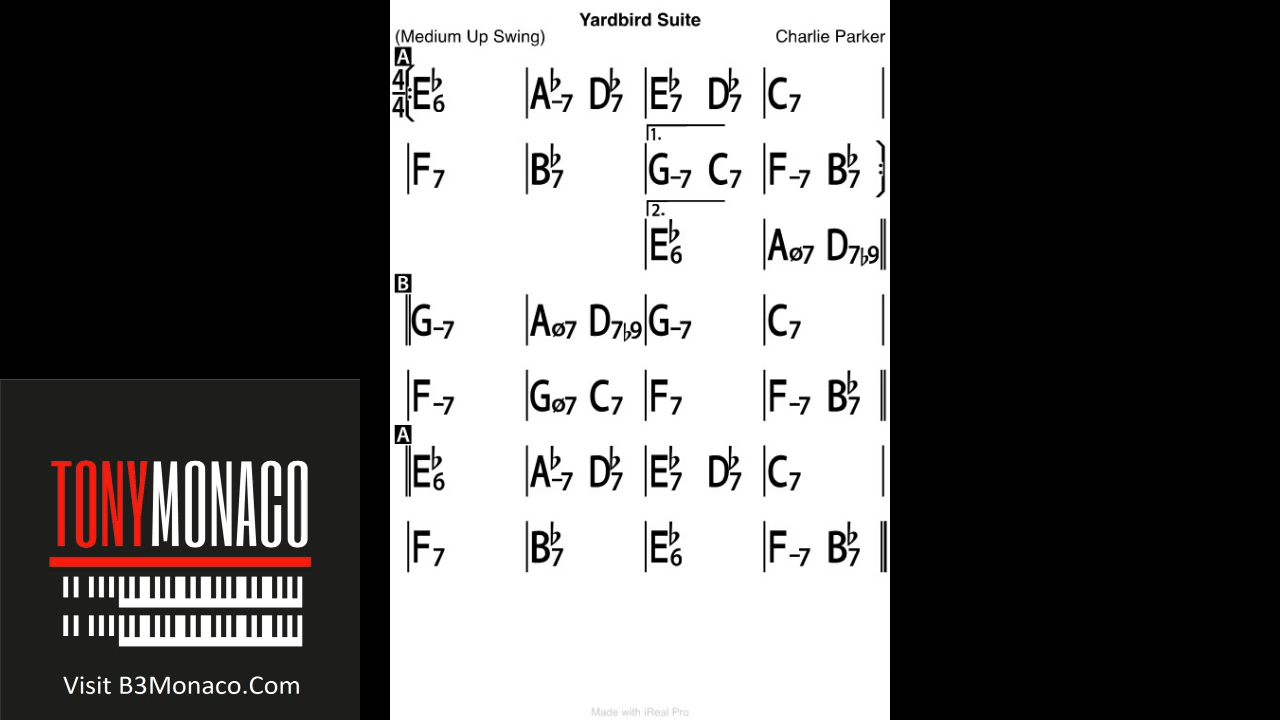 Yardbird Suite
(Medium Up Swing) Charlie Parker
A
4/4 E♭6 A♭-7 D♭7 E♭7 D♭7 C7
1.
F7 B♭7 G-7 C7 F-7 B♭7
2.
E♭6 Aø7 D7♭9
B
G-7 Aø7 D7♭9 G-7 C7
F-7 Gø7 C7 F7 F-7 B♭7
A
E♭6 A♭-7 D♭7 E♭7 D♭7 C7
F7 B♭7 E♭6 F-7 B♭7
Made with iReal Pro
TONYMONACO
Visit B3Monaco.Com